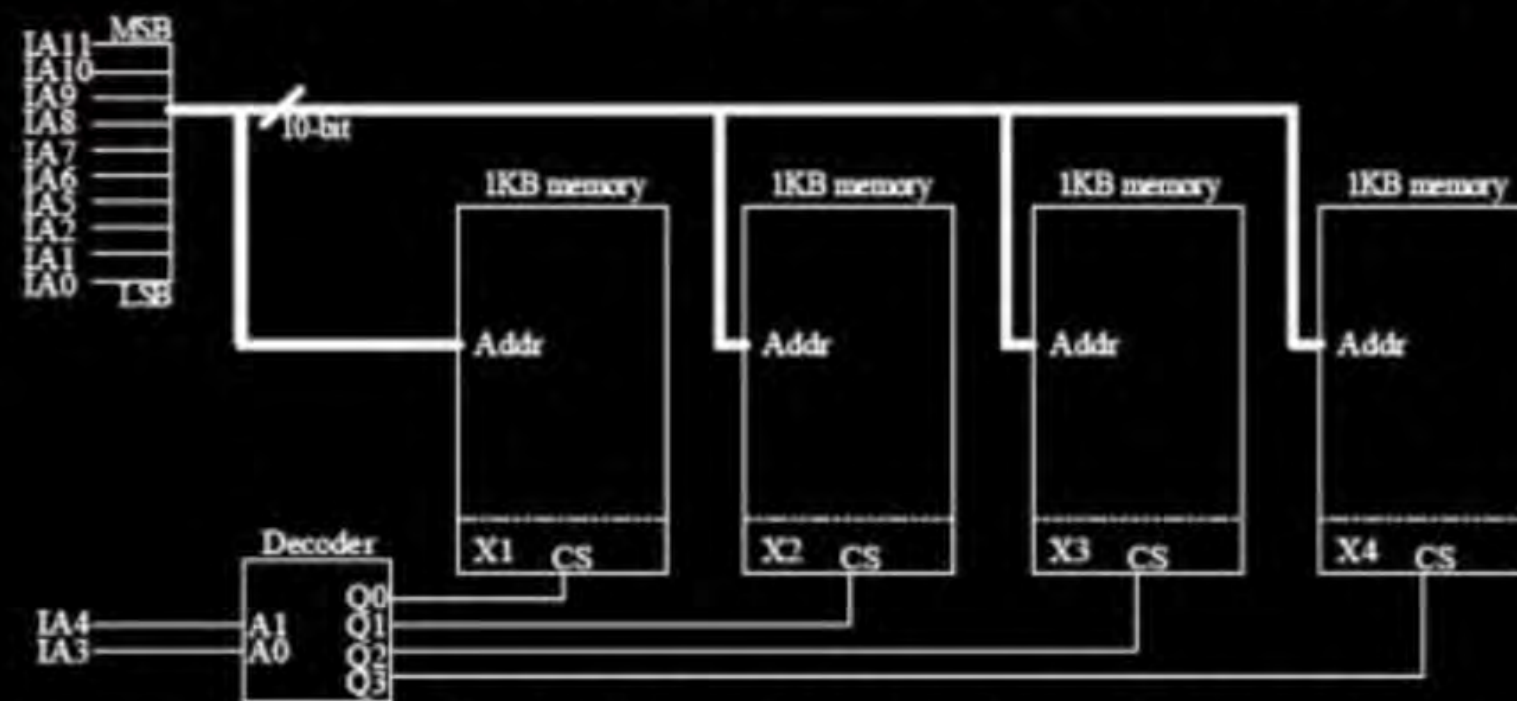 MSB
IA11
IA10
IA9
IA8
IA7
IA6
IA5
IA2
IA1
IA0
LSB
10-bit
1KB memory
1KB memory
1KB memory
1KB memory
Addr
Addr
Addr
Addr
X1 CS
X2 CS
X3 CS
X4 CS
Decoder
Q0
IA4 A1 Q1
IA3 A0 Q2
Q3